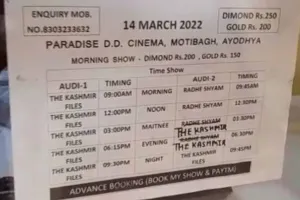 ENQUIRY MOB.
NO.8303233632
14 MARCH 2022
DIMOND Rs.250
GOLD Rs. 200
PARADISE D.D. CINEMA, MOTIBAGH, AYODHYA
MORNING SHOW - DIMOND Rs.200 , GOLD Rs. 150
Time Show
AUDI-1 TIMING AUDI-2 TIMING
THE KASHMIR FILES 09:00AM MORNING RADHE SHYAM 09:45AM
THE KASHMIR FILES 12:00PM NOON RADHE SHYAM 12:30PM
THE KASHMIR FILES 03:00PM MAITNEE RADHE SHYAM 03:30PM
THE KASHMIR FILES 06:15PM EVENING THE KASHMIR 06:30PM
THE KASHMIR FILES 09:30PM NIGHT THE KASHMIR FILES 09:45PM
ADVANCE BOOKING (BOOK MY SHOW & PAYTM)